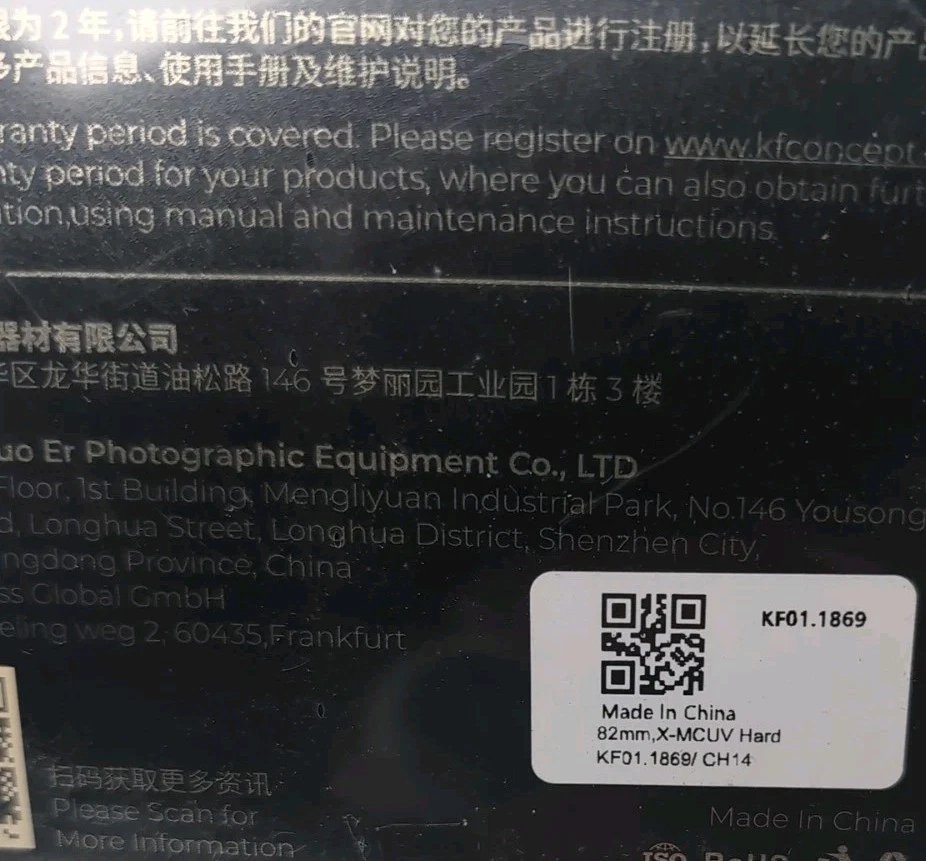 为 2 年,请前往我们的官网对您的产品进行注册,以延长您的产品
产品信息、使用手册及维护说明。
ranty period is covered. Please register on www.kfconcept.
nty period for your products, where you can also obtain furt
tion,using manual and maintenance instructions.
器材有限公司
华区龙华街道油松路 146 号梦丽园工业园 1 栋 3 楼
uo Er Photographic Equipment Co., LTD
Floor, 1st Building, Mengliyuan Industrial Park, No.146 Yousong
d, Longhua Street, Longhua District, Shenzhen City,
ngdong Province, China
ss Global GmbH
eling weg 2, 60435,Frankfurt
KF01.1869
Made In China
82mm,X-MCUV Hard
KF01.1869/ CH14
扫码获取更多资讯
Please Scan for
More Information
Made In China
ISO RoHS